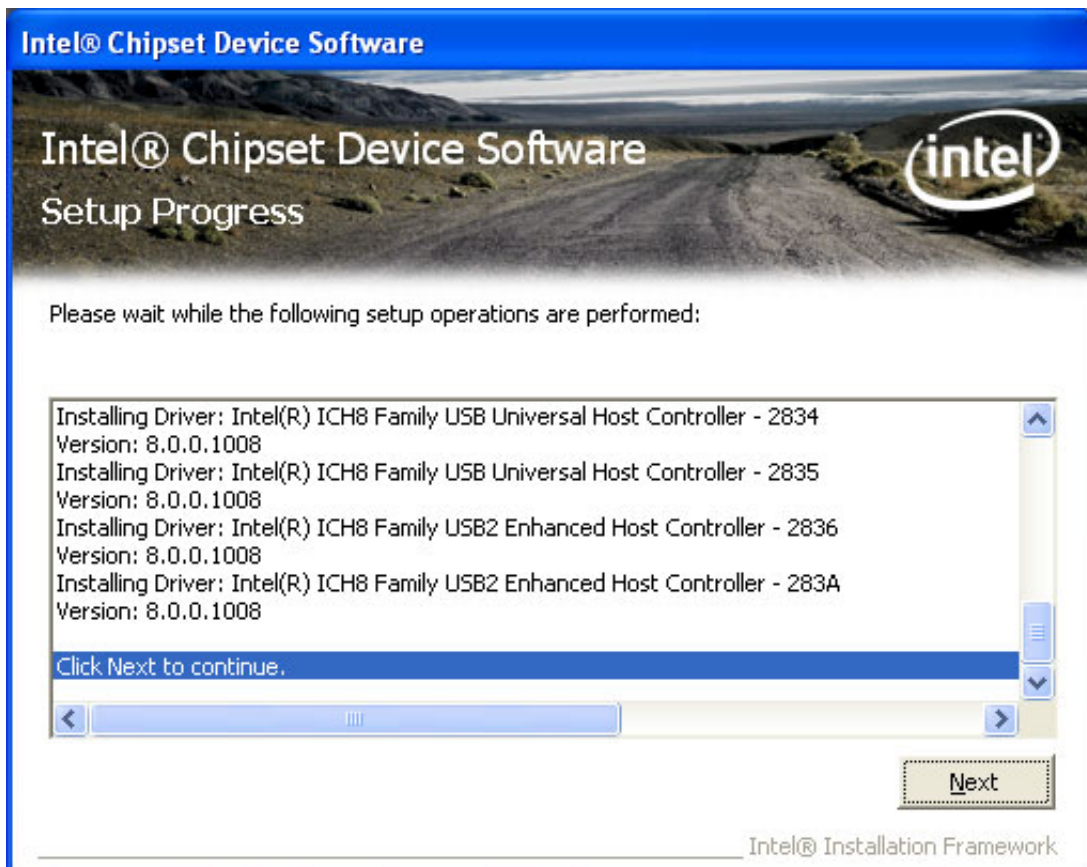 Intel® Chipset Device Software
Intel® Chipset Device Software
intel
Setup Progress
Please wait while the following setup operations are performed:
Installing Driver: Intel(R) ICH8 Family USB Universal Host Controller - 2834
Version: 8.0.0.1008
Installing Driver: Intel(R) ICH8 Family USB Universal Host Controller - 2835
Version: 8.0.0.1008
Installing Driver: Intel(R) ICH8 Family USB2 Enhanced Host Controller - 2836
Version: 8.0.0.1008
Installing Driver: Intel(R) ICH8 Family USB2 Enhanced Host Controller - 283A
Version: 8.0.0.1008
Click Next to continue.
Next
Intel® Installation Framework